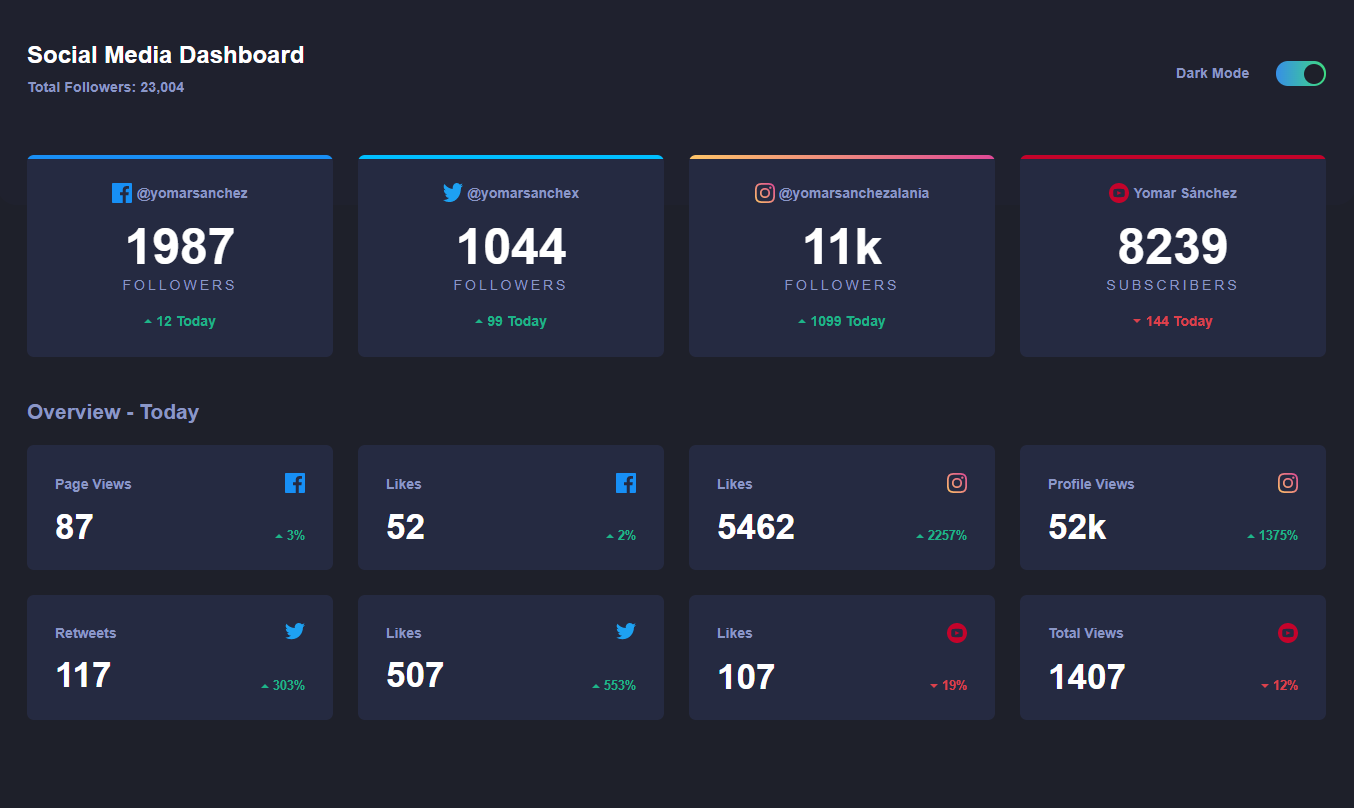 Social Media Dashboard
Total Followers: 23,004
Dark Mode
@yomarsanchez
1987
FOLLOWERS
12 Today
@yomarsanchex
1044
FOLLOWERS
99 Today
@yomarsanchezalania
11k
FOLLOWERS
1099 Today
Yomar Sánchez
8239
SUBSCRIBERS
144 Today
Overview - Today
Page Views
87
3%
Likes
52
2%
Likes
5462
2257%
Profile Views
52k
1375%
Retweets
117
303%
Likes
507
553%
Likes
107
19%
Total Views
1407
12%